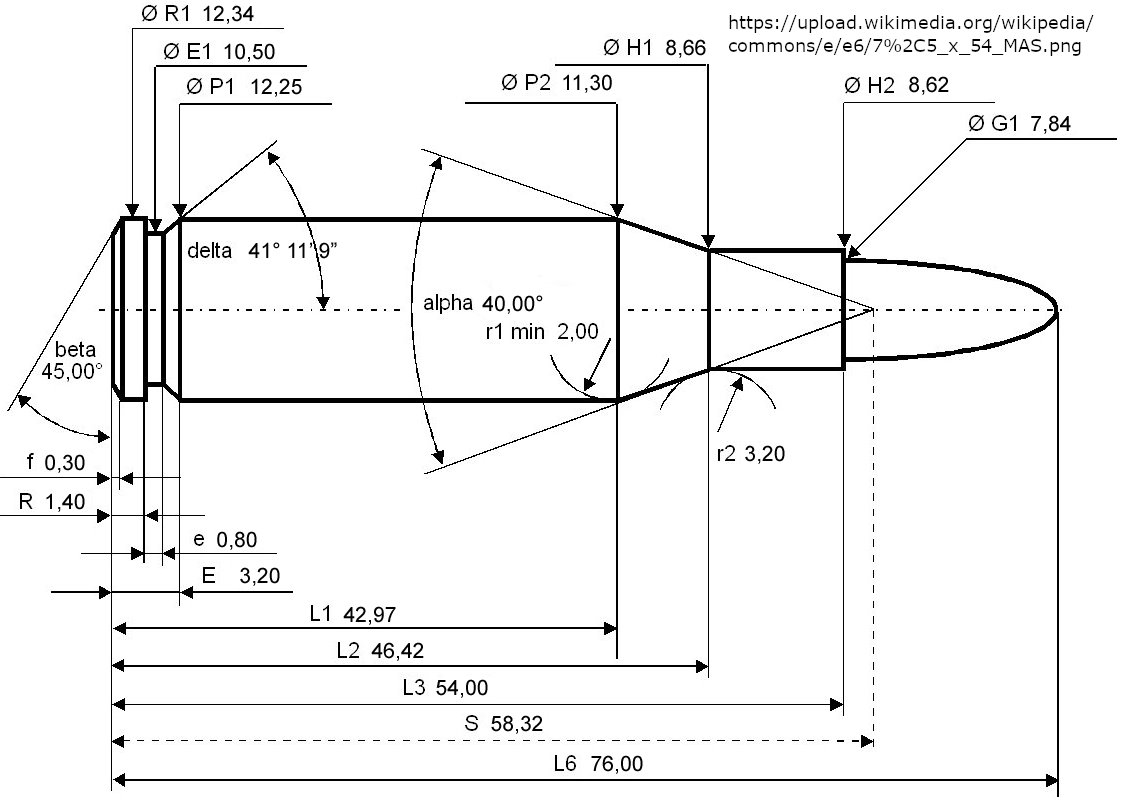 Ø R1 12,34
https://upload.wikimedia.org/wikipedia/
commons/e/e6/7%2C5_x_54_MAS.png
Ø E1 10,50
Ø H1 8,66
Ø P1 12,25
Ø P2 11,30
Ø H2 8,62
Ø G1 7,84
delta 41° 11' 9"
alpha 40,00°
r1 min 2,00
beta
45,00°
r2 3,20
f 0,30
R 1,40
e 0,80
E 3,20
L1 42,97
L2 46,42
L3 54,00
S 58,32
L6 76,00